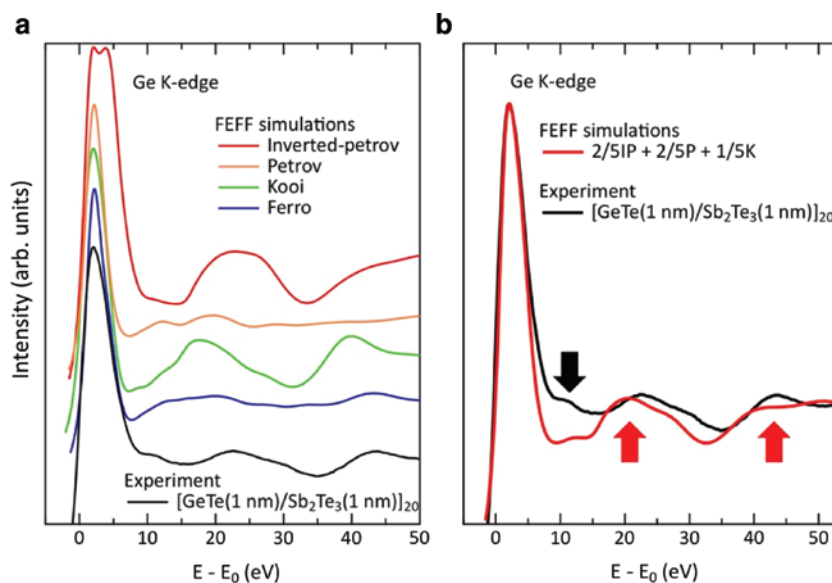 a
Ge K-edge
FEFF simulations
Inverted-petrov
Petrov
Kooi
Ferro
Experiment
[GeTe(1 nm)/Sb₂Te₃(1 nm)]₂₀
Intensity (arb. units)
0 10 20 30 40 50
E - E₀ (eV)
b
Ge K-edge
FEFF simulations
2/5IP + 2/5P + 1/5K
Experiment
[GeTe(1 nm)/Sb₂Te₃(1 nm)]₂₀
0 10 20 30 40 50
E - E₀ (eV)